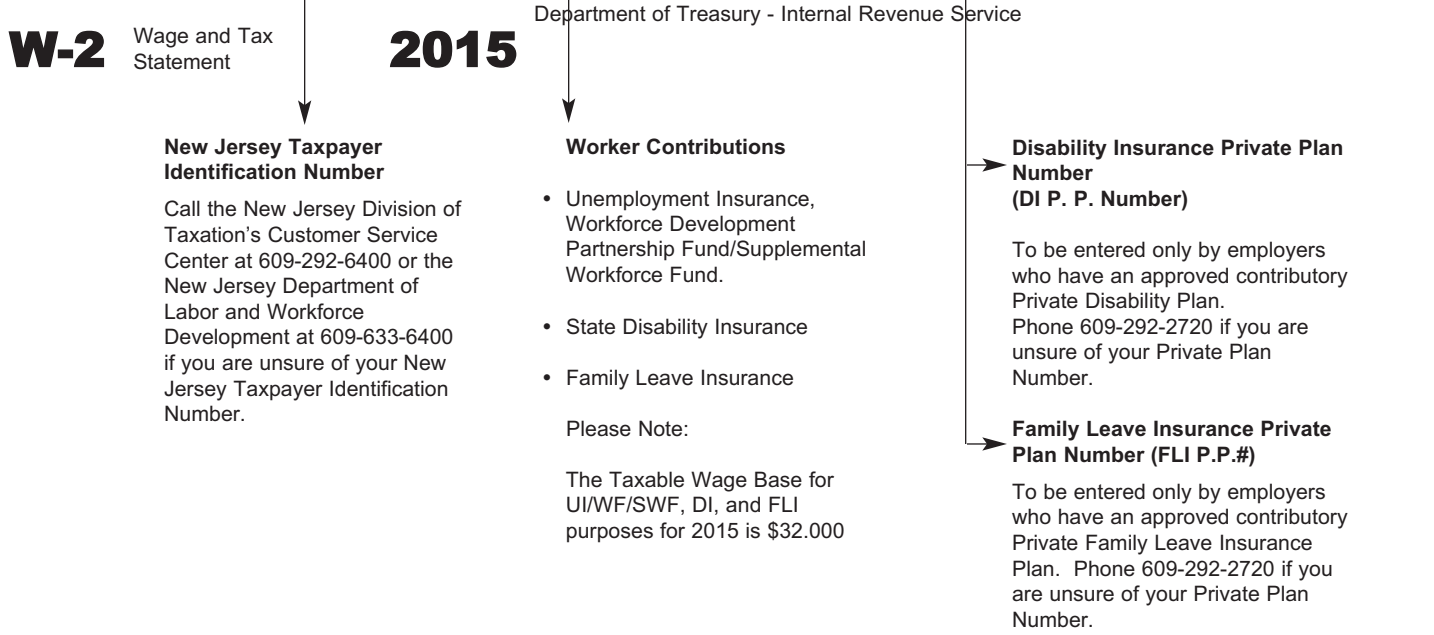 Department of Treasury - Internal Revenue Service
W-2
Wage and Tax
Statement
2015
New Jersey Taxpayer
Identification Number
Call the New Jersey Division of
Taxation’s Customer Service
Center at 609-292-6400 or the
New Jersey Department of
Labor and Workforce
Development at 609-633-6400
if you are unsure of your New
Jersey Taxpayer Identification
Number.
Worker Contributions
• Unemployment Insurance,
Workforce Development
Partnership Fund/Supplemental
Workforce Fund.
• State Disability Insurance
• Family Leave Insurance
Please Note:
The Taxable Wage Base for
UI/WF/SWF, DI, and FLI
purposes for 2015 is $32.000
Disability Insurance Private Plan
Number
(DI P. P. Number)
To be entered only by employers
who have an approved contributory
Private Disability Plan.
Phone 609-292-2720 if you are
unsure of your Private Plan
Number.
Family Leave Insurance Private
Plan Number (FLI P.P.#)
To be entered only by employers
who have an approved contributory
Private Family Leave Insurance
Plan.  Phone 609-292-2720 if you
are unsure of your Private Plan
Number.